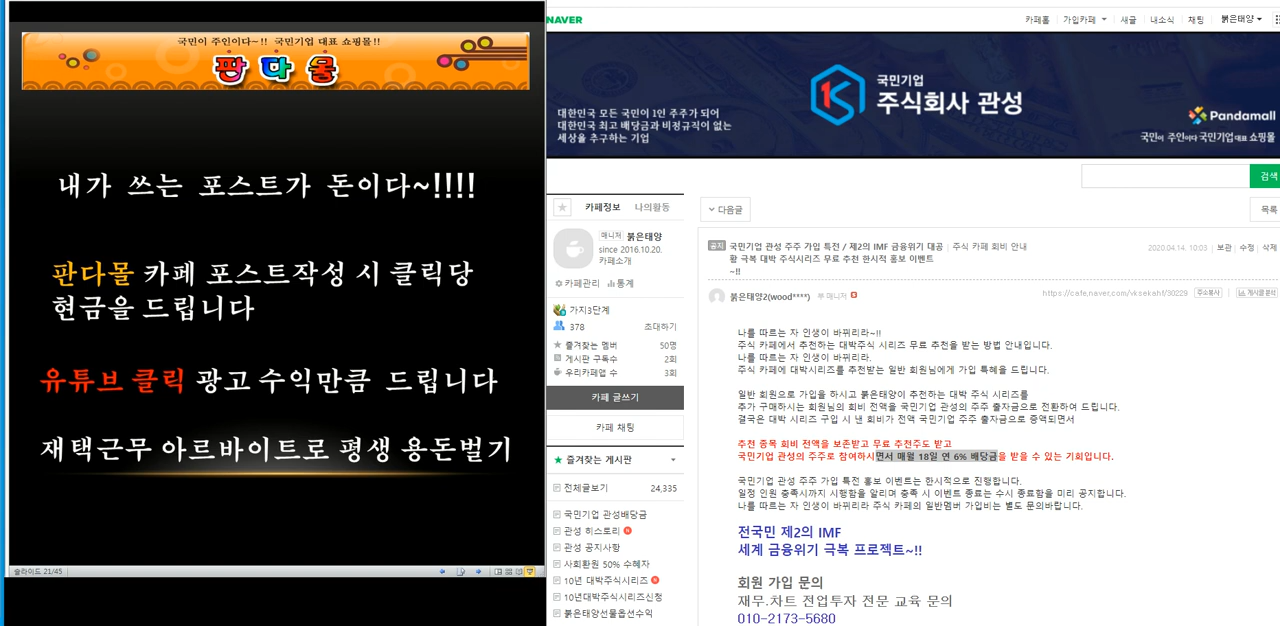 국민이 주인이다~!! 국민기업 대표 쇼핑몰!!
판다몰
내가 쓰는 포스트가 돈이다~!!!!
판다몰 카페 포스트작성 시 클릭당
현금을 드립니다
유튜브 클릭 광고 수익만큼 드립니다
재택근무 아르바이트로 평생 용돈벌기
슬라이드 21/45
NAVER
카페홈 가입카페 새글 내소식 채팅 붉은태양
대한민국 모든 국민이 1인 주주가 되어
대한민국 최고 배당금과 비정규직이 없는
세상을 추구하는 기업
국민기업
주식회사 관성
Pandamall
국민이 주인이다 국민기업대표 쇼핑몰
검색
카페정보 나의활동
매니저 붉은태양
since 2016.10.20.
카페소개
카페관리 통계
가지3단계
378 초대하기
즐겨찾는 멤버 50명
게시판 구독수 2회
우리카페앱 수 3회
카페 글쓰기
카페 채팅
즐겨찾는 게시판
전체글보기 24,335
국민기업 관성배당금
관성 히스토리
관성 공지사항
사회환원 50% 수혜자
10년 대박주식시리즈
10년대박주식시리즈신청
붉은태양선물옵션수익
다음글 목록
공지 국민기업 관성 주주 가입 특전 / 제2의 IMF 금융위기 대공 주식 카페 회비 안내
황 극복 대박 주식시리즈 무료 추천 한시적 홍보 이벤트
~!!
2020.04.14. 10:03 보관 수정 삭제
붉은태양2(wood****) 부매니저
https://cafe.naver.com/vksekahf/30229 주소복사 게시글 분석
나를 따르는 자 인생이 바뀌리라~!!
주식 카페에서 추천하는 대박주식 시리즈 무료 추천을 받는 방법 안내입니다.
나를 따르는 자 인생이 바뀌리라.
주식 카페에 대박시리즈를 추천받는 일반 회원님에게 가입 특혜를 드립니다.
일반 회원으로 가입을 하시고 붉은태양이 추천하는 대박 주식 시리즈를
추가 구매하시는 회원님의 회비 전액을 국민기업 관성의 주주 출자금으로 전환하여 드립니다.
결국은 대박 시리즈 구입 시 낸 회비가 전액 국민기업 주주 출자금으로 증액되면서
추천 종목 회비 전액을 보존받고 무료 추천주도 받고
국민기업 관성의 주주로 참여하시면서 매월 18일 연 6% 배당금을 받을 수 있는 기회입니다.
국민기업 관성 주주 가입 특전 홍보 이벤트는 한시적으로 진행합니다.
일정 인원 충족시까지 시행함을 알리며 충족 시 이벤트 종료는 수시 종료함을 미리 공지합니다.
나를 따르는 자 인생이 바뀌리라 주식 카페의 일반멤버 가입비는 별도 문의바랍니다.
전국민 제2의 IMF
세계 금융위기 극복 프로젝트~!!
회원 가입 문의
재무.차트 전업투자 전문 교육 문의
010-2173-5680